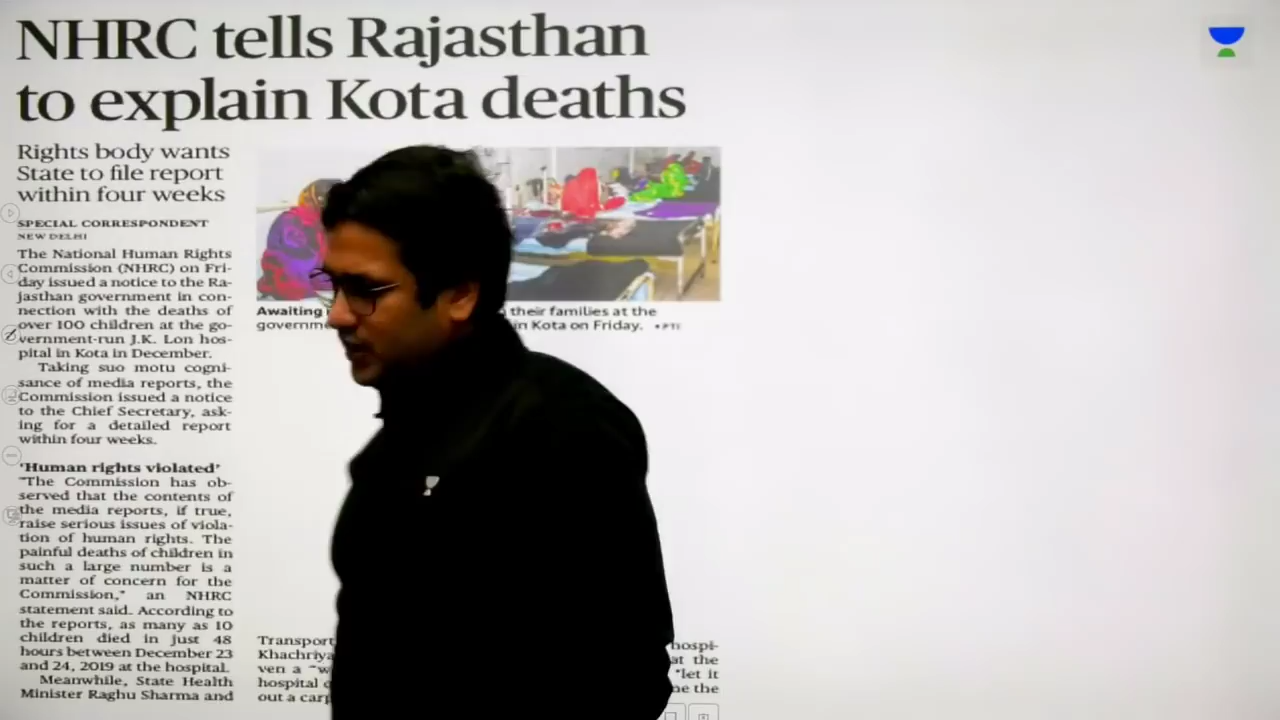 NHRC tells Rajasthan
to explain Kota deaths
Rights body wants
State to file report
within four weeks
SPECIAL CORRESPONDENT
NEW DELHI
The National Human Rights
Commission (NHRC) on Fri-
day issued a notice to the Ra-
jasthan government in con-
nection with the deaths of
over 100 children at the go-
vernment-run J.K. Lon hos-
pital in Kota in December.
Taking suo motu cogni-
sance of media reports, the
Commission issued a notice
to the Chief Secretary, ask-
ing for a detailed report
within four weeks.
'Human rights violated'
"The Commission has ob-
served that the contents of
the media reports, if true,
raise serious issues of viola-
tion of human rights. The
painful deaths of children in
such a large number is a
matter of concern for the
Commission," an NHRC
statement said. According to
the reports, as many as 10
children died in just 48
hours between December 23
and 24, 2019 at the hospital.
Meanwhile, State Health
Minister Raghu Sharma and
Awaiting their families at the
in Kota on Friday. • PTI
Transport
Khachriya
ven a "w
hospital
out a carp
hospi-
at the
"let it
the